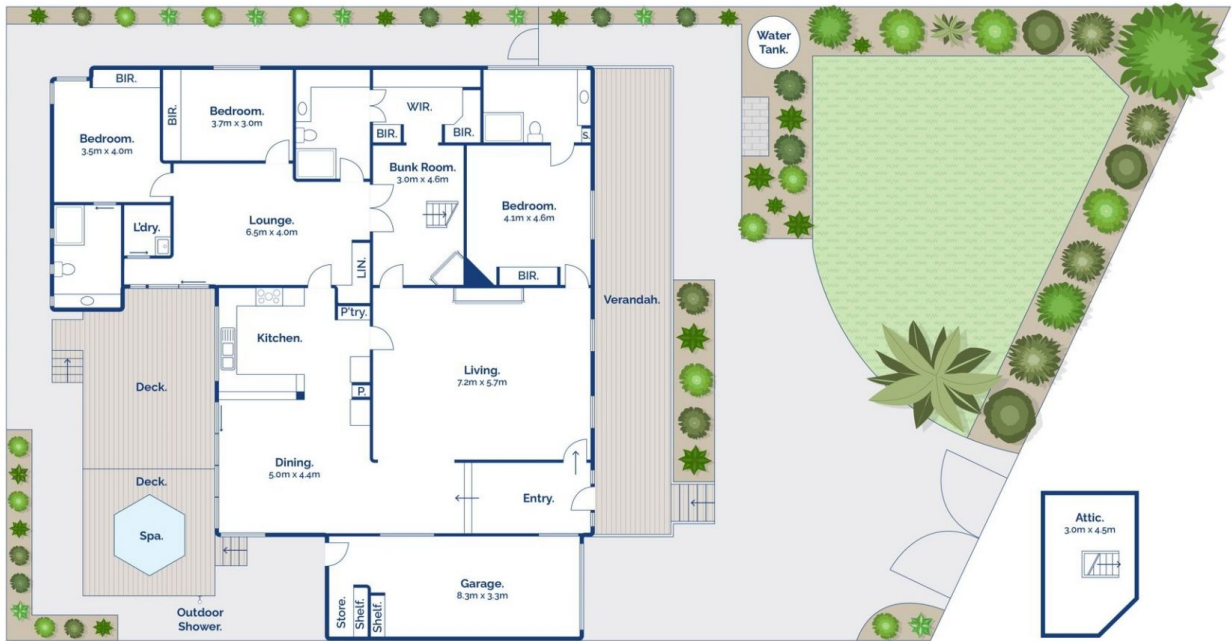 Water
Tank.
BIR.
BIR.
Bedroom.
3.7m x 3.0m
Bedroom.
3.5m x 4.0m
WIR.
BIR.
BIR.
S.
Bunk Room.
3.0m x 4.6m
Bedroom.
4.1m x 4.6m
L'dry.
Lounge.
6.5m x 4.0m
LIN.
BIR.
Verandah.
P'try.
Kitchen.
Living.
7.2m x 5.7m
Deck.
P.
Dining.
5.0m x 4.4m
Deck.
Entry.
Spa.
Attic.
3.0m x 4.5m
Garage.
8.3m x 3.3m
Store.
Shelf.
Shelf.
Outdoor
Shower.